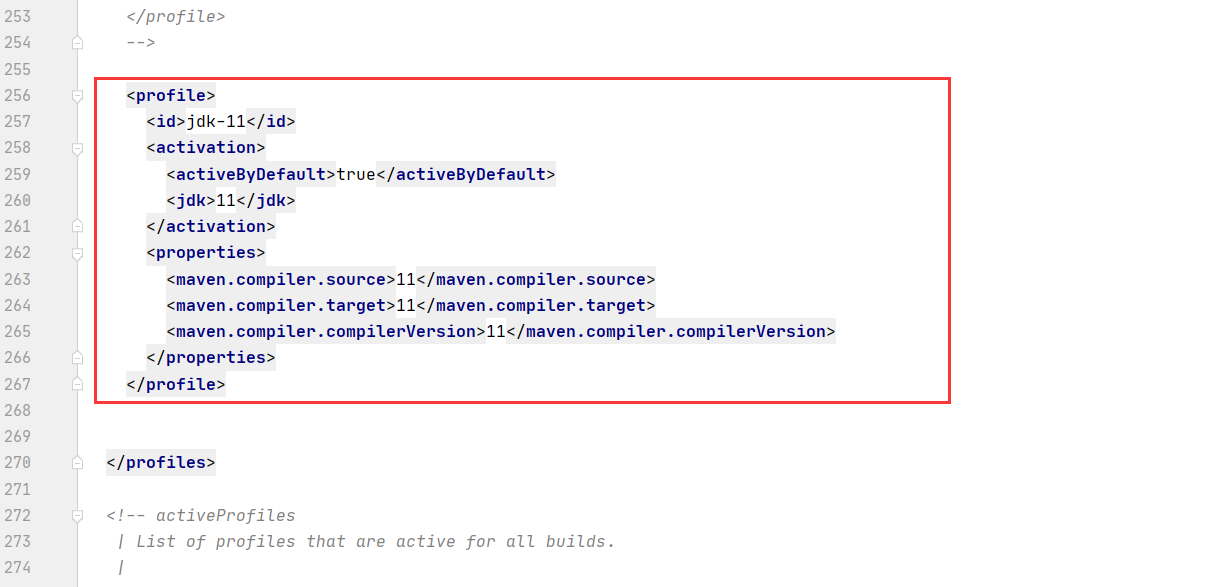 253 </profile>
254 -->
255
256 <profile>
257 <id>jdk-11</id>
258 <activation>
259 <activeByDefault>true</activeByDefault>
260 <jdk>11</jdk>
261 </activation>
262 <properties>
263 <maven.compiler.source>11</maven.compiler.source>
264 <maven.compiler.target>11</maven.compiler.target>
265 <maven.compiler.compilerVersion>11</maven.compiler.compilerVersion>
266 </properties>
267 </profile>
268
269
270 </profiles>
271
272 <!-- activeProfiles
273 | List of profiles that are active for all builds.
274 |